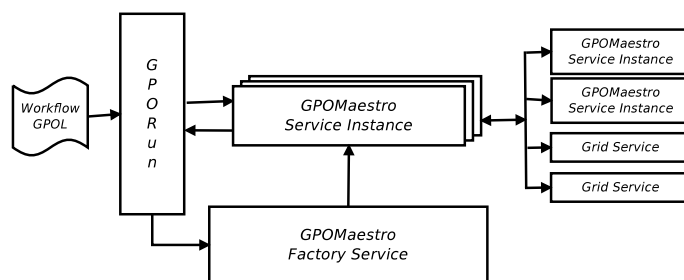 Workflow
GPOL
G
P
O
R
u
n
GPOMaestro
Service Instance
GPOMaestro
Factory Service
GPOMaestro
Service Instance
GPOMaestro
Service Instance
Grid Service
Grid Service